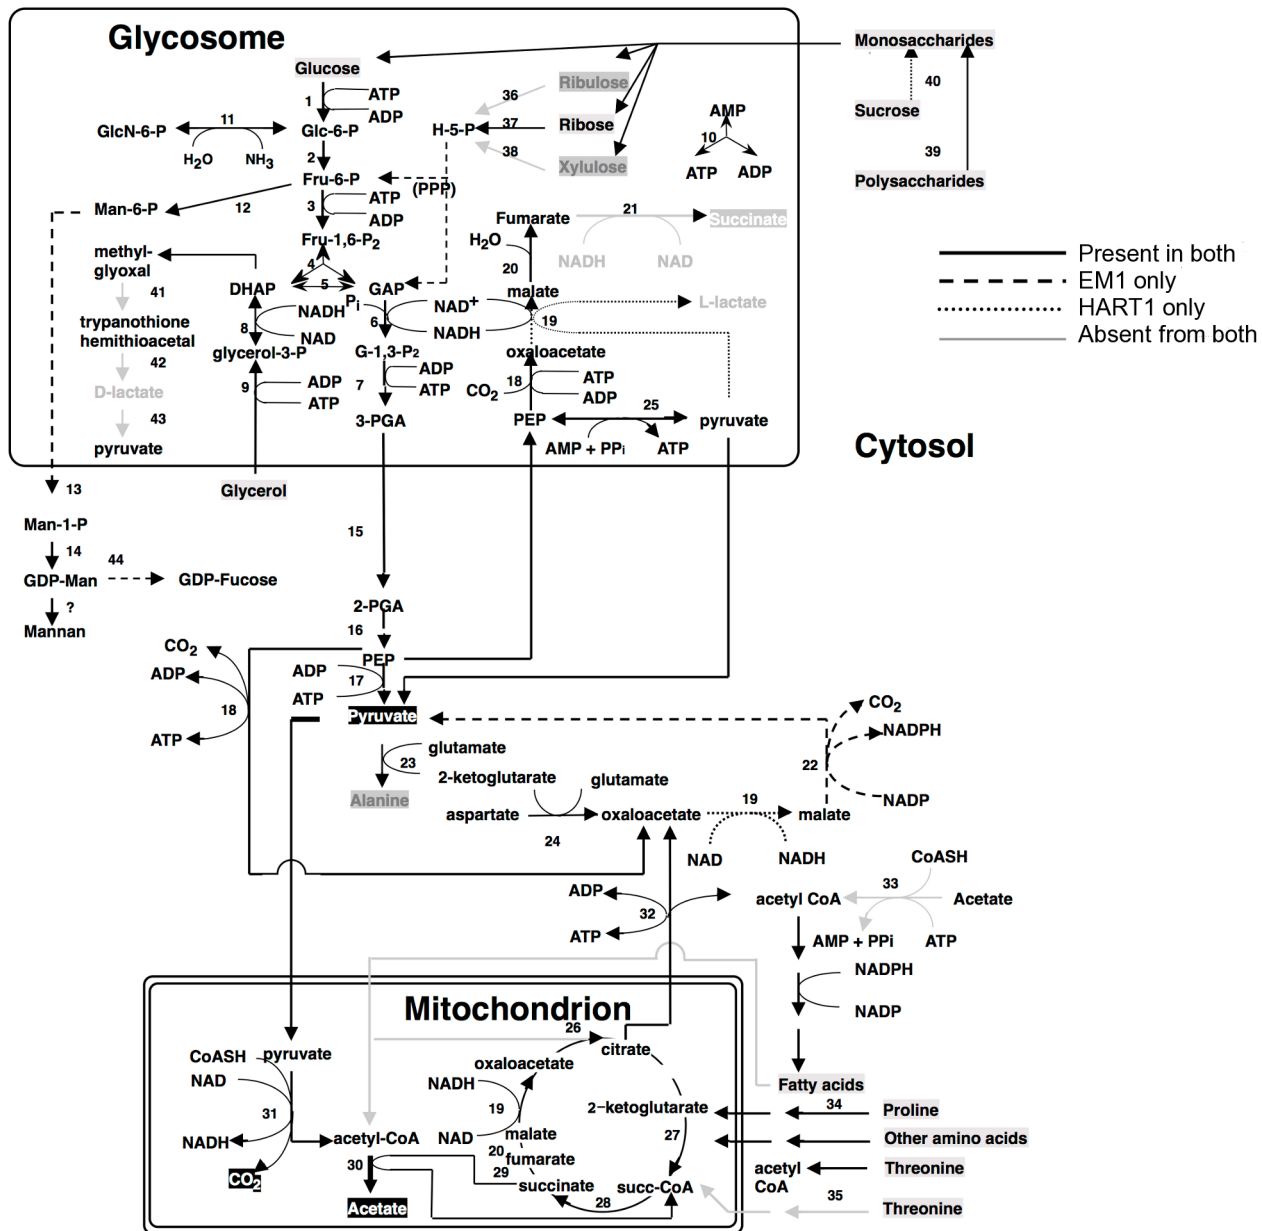 Glycosome
Monosaccharides
Glucose
Ribulose
40
36
Sucrose
1
ATP
ADP
11
GlcN-6-P
Glc-6-P
H-5-P
37
Ribose
AMP
10
H2O
NH3
2
38
Xylulose
ATP
ADP
39
Polysaccharides
Fru-6-P
(PPP)
ATP
3
ADP
Man-6-P
12
Fumarate
21
Succinate
H2O
NADH
NAD
20
Fru-1,6-P2
methyl-
glyoxal
4
5
DHAP
GAP
malate
L-lactate
41
NADH
Pi
NAD+
6
NADH
19
8
NAD
trypanothione
hemithioacetal
glycerol-3-P
G-1,3-P2
oxaloacetate
42
9
ADP
ATP
7
ADP
ATP
CO2
18
ATP
ADP
D-lactate
43
3-PGA
PEP
25
pyruvate
pyruvate
AMP + PPi
ATP
Present in both
EM1 only
HART1 only
Absent from both
Cytosol
13
Glycerol
Man-1-P
15
14
44
GDP-Man
GDP-Fucose
?
Mannan
2-PGA
16
CO2
PEP
ADP
ADP
17
ATP
18
ATP
Pyruvate
CO2
NADPH
22
NADP
glutamate
23
2-ketoglutarate
glutamate
Alanine
aspartate
24
oxaloacetate
19
malate
NAD
NADH
CoASH
ADP
32
ATP
acetyl CoA
33
Acetate
AMP + PPi
ATP
NADPH
NADP
Fatty acids
Mitochondrion
26
CoASH
pyruvate
citrate
NAD
oxaloacetate
NADH
31
19
2-ketoglutarate
34
Proline
NADH
acetyl-CoA
NAD
malate
27
Other amino acids
CO2
30
20
fumarate
29
succinate
succ-CoA
acetyl
CoA
Threonine
Acetate
28
35
Threonine